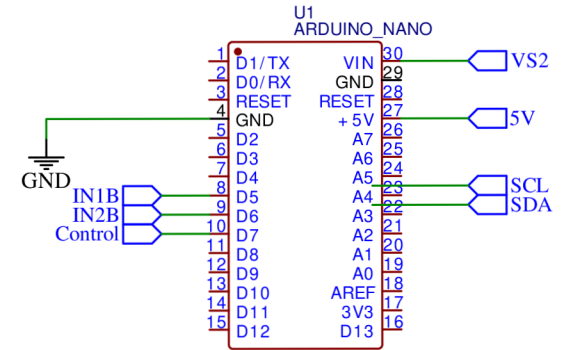 U1
ARDUINO_NANO
1 D1/TX VIN 30 VS2
2 D0/RX GND 29
3 RESET RESET 28
4 GND +5V 27 5V
5 D2 A7 26
6 D3 A6 25
7 D4 A5 24
GND
IN1B 8 D5 A4 23 SCL
IN2B 9 D6 A3 22 SDA
Control 10 D7 A2 21
11 D8 A1 20
12 D9 A0 19
13 D10 AREF 18
14 D11 3V3 17
15 D12 D13 16